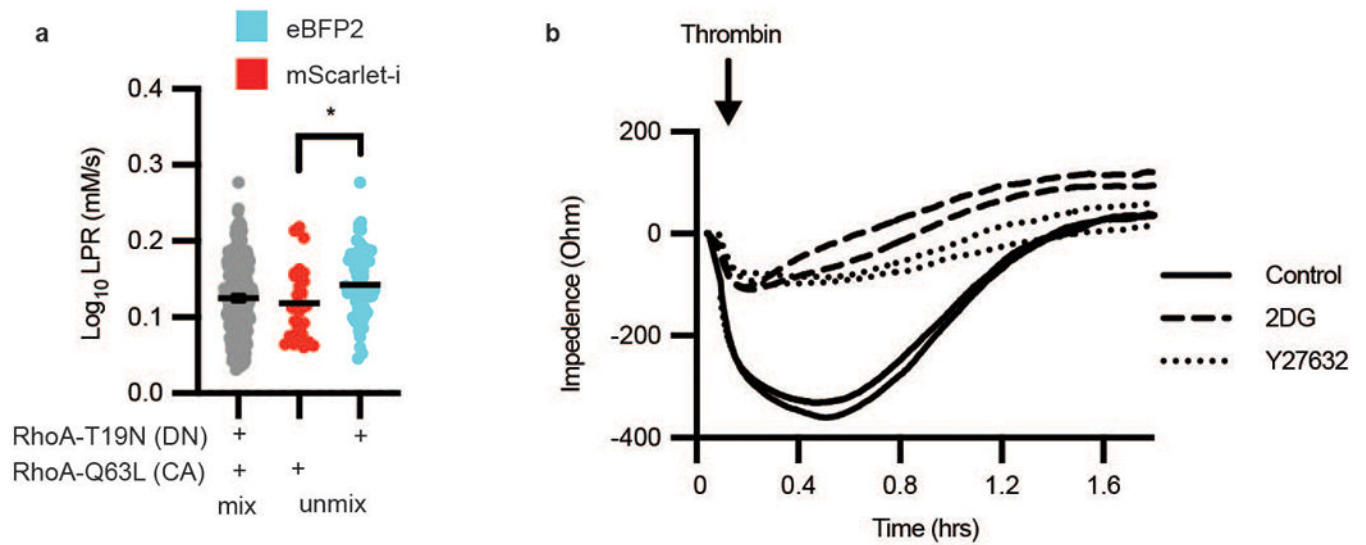 a
eBFP2
mScarlet-i
*
0.4
0.3
0.2
0.1
0.0
Log10 LPR (mM/s)
RhoA-T19N (DN) + +
RhoA-Q63L (CA) + +
mix unmix
b
Thrombin
200
0
-200
-400
Impedence (Ohm)
0 0.4 0.8 1.2 1.6
Time (hrs)
Control
2DG
Y27632